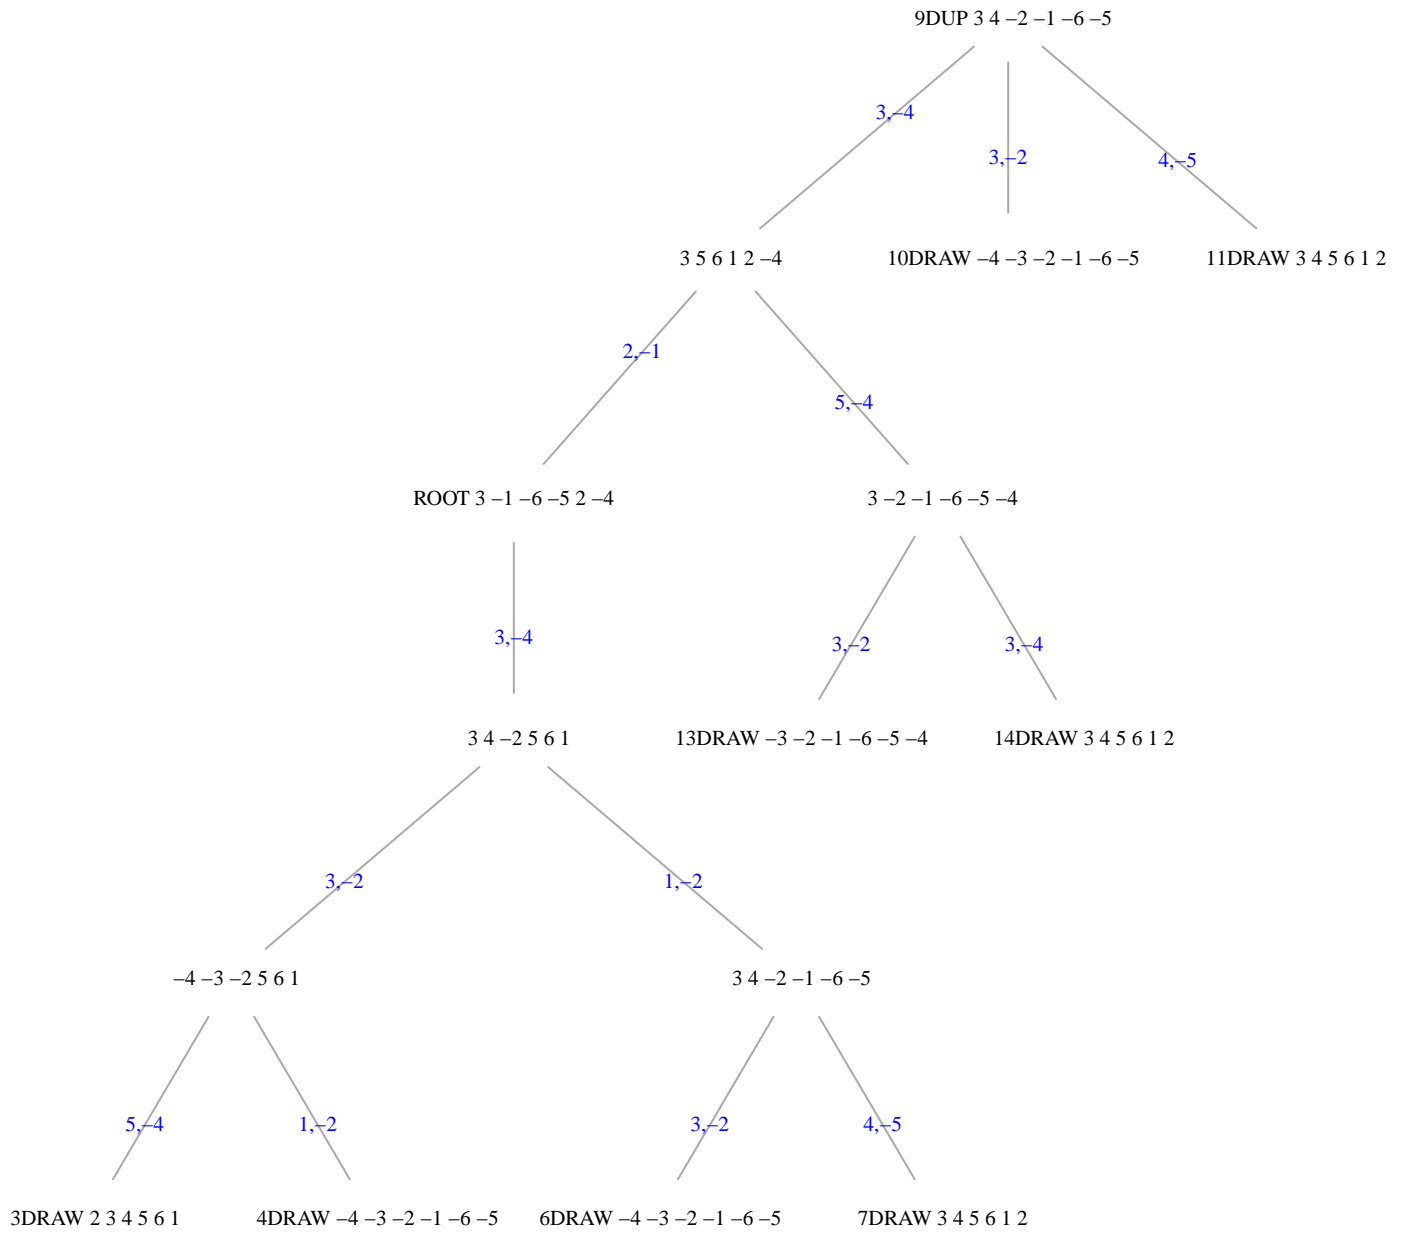 9DUP 3 4 –2 –1 –6 –5
3,–4
3,–2
4,–5
3 5 6 1 2 –4
10DRAW –4 –3 –2 –1 –6 –5
11DRAW 3 4 5 6 1 2
2,–1
5,–4
ROOT 3 –1 –6 –5 2 –4
3 –2 –1 –6 –5 –4
3,–4
3,–2
3,–4
3 4 –2 5 6 1
13DRAW –3 –2 –1 –6 –5 –4
14DRAW 3 4 5 6 1 2
3,–2
1,–2
–4 –3 –2 5 6 1
3 4 –2 –1 –6 –5
5,–4
1,–2
3,–2
4,–5
3DRAW 2 3 4 5 6 1
4DRAW –4 –3 –2 –1 –6 –5
6DRAW –4 –3 –2 –1 –6 –5
7DRAW 3 4 5 6 1 2